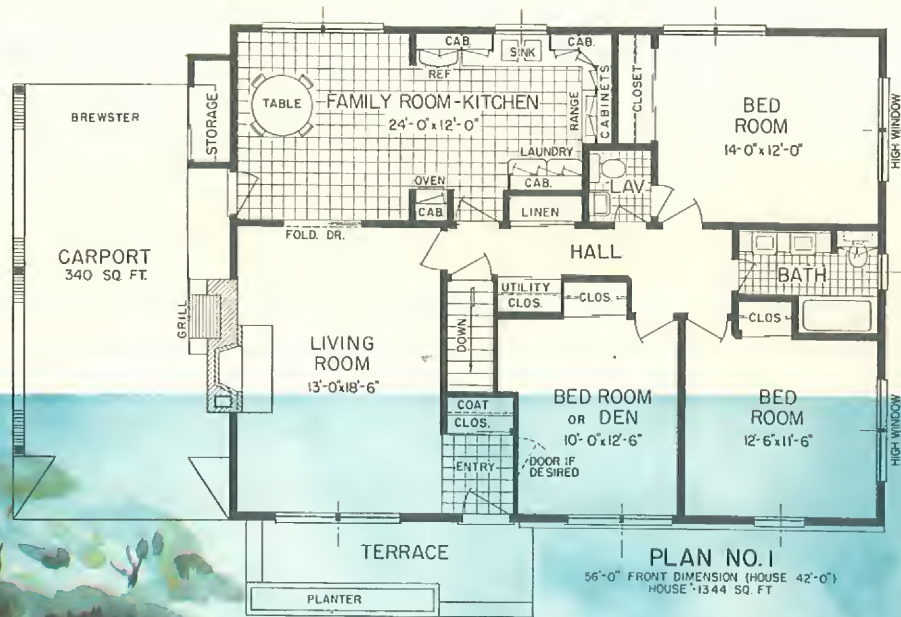 CAB.
SINK
CAB.
REF
TABLE
FAMILY ROOM-KITCHEN
24'-0"x12'-0"
RANGE
CABINETS
CLOSET
BED
ROOM
14-0"x12'-0"
HIGH WINDOW
BREWSTER
STORAGE
LAUNDRY
CAB.
OVEN
CAB.
LINEN
LAV
FOLD. DR.
HALL
BATH
CARPORT
340 SQ. FT.
GRILL
UTILITY
CLOS.
CLOS.
CLOS
DOWN
LIVING
ROOM
13'-0"x18'-6"
COAT
CLOS.
ENTRY
DOOR IF
DESIRED
BED ROOM
OR DEN
10'-0"x12'-6"
BED
ROOM
12'-6"x11'-6"
HIGH WINDOW
TERRACE
PLANTER
PLAN NO.1
56'-0" FRONT DIMENSION (HOUSE 42'-0")
HOUSE-1344 SQ. FT